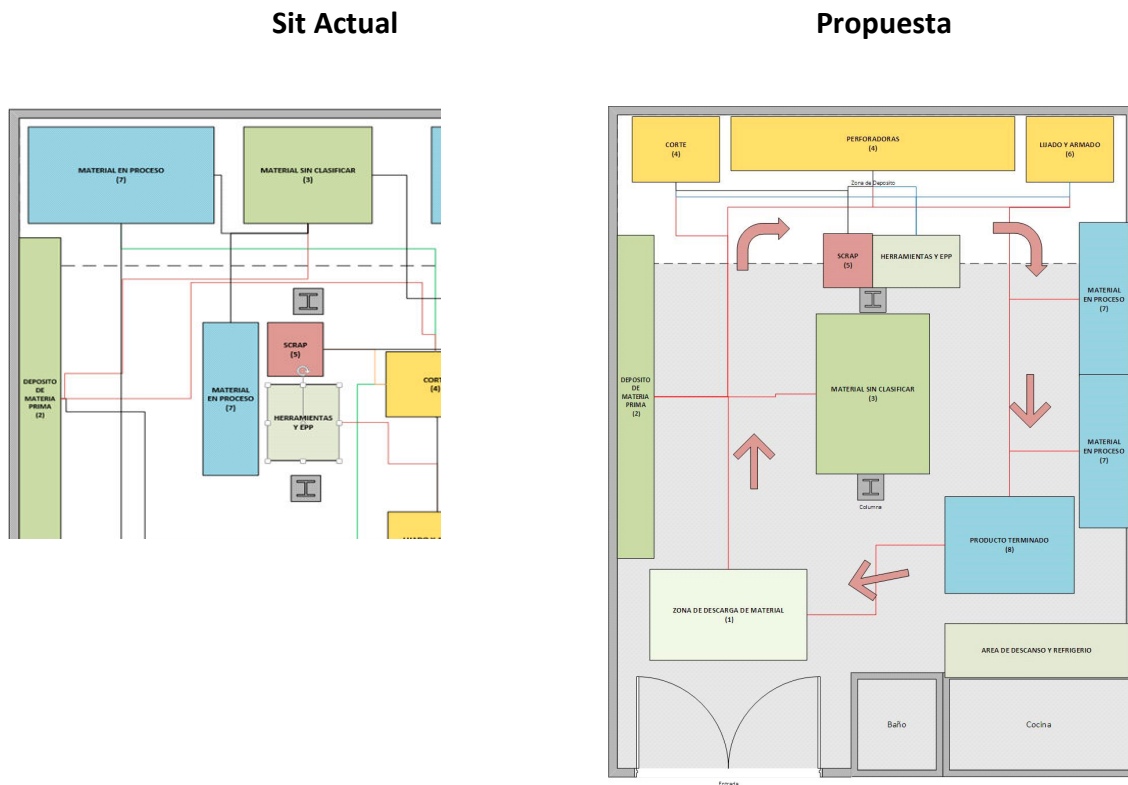 Sit Actual
Propuesta
MATERIAL EN PROCESO
(7)
MATERIAL SIN CLASIFICAR
(3)
DEPOSITO
DE
MATERIA
PRIMA
(2)
MATERIAL
EN PROCESO
(7)
SCRAP
(5)
HERRAMIENTAS
Y EPP
CORT
(4)
CORTE
(4)
PERFORADORAS
(4)
LIJADO Y ARMADO
(6)
Zona de Deposito
SCRAP
(5)
HERRAMIENTAS Y EPP
MATERIAL
EN PROCESO
(7)
DEPOSITO
DE
MATERIA
PRIMA
(2)
MATERIAL SIN CLASIFICAR
(3)
MATERIAL
EN PROCESO
(7)
Columna
PRODUCTO TERMINADO
(8)
ZONA DE DESCARGA DE MATERIAL
(1)
AREA DE DESCANSO Y REFRIGERIO
Baño
Cocina
Entrada